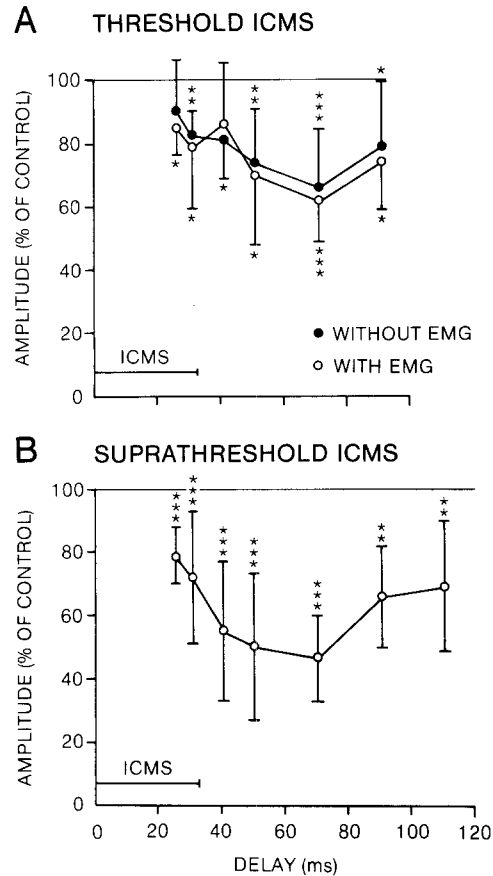 A THRESHOLD ICMS
AMPLITUDE (% OF CONTROL)
100
80
60
40
20
0
* ** * * ** * *** *** * *
ICMS
● WITHOUT EMG
○ WITH EMG
B SUPRATHRESHOLD ICMS
AMPLITUDE (% OF CONTROL)
100
80
60
40
20
0
*** *** *** *** *** ** **
ICMS
0 20 40 60 80 100 120
DELAY (ms)